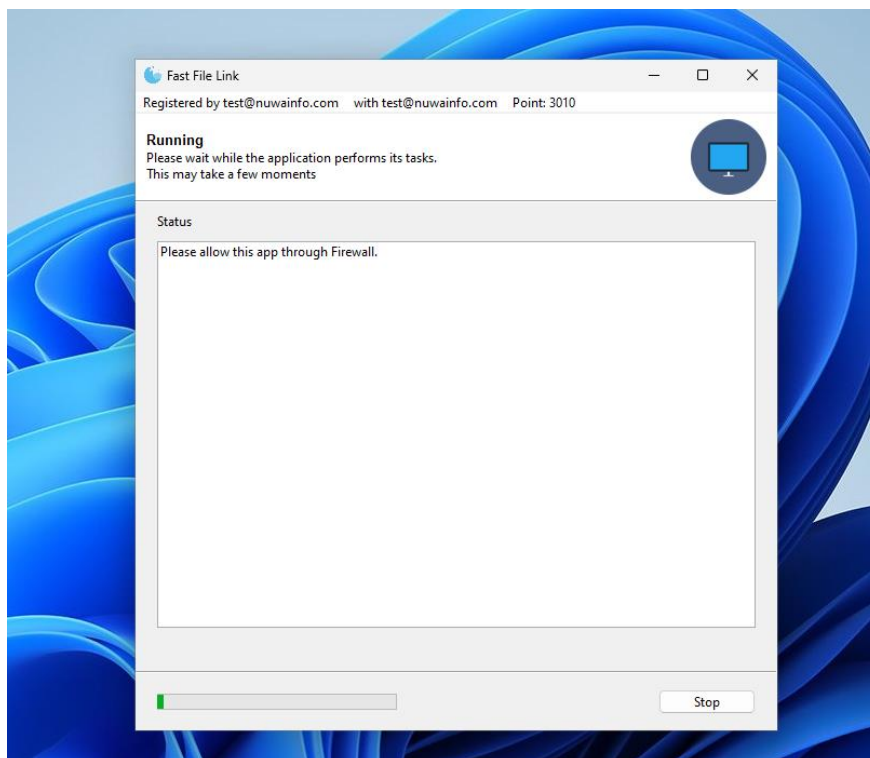 Fast File Link
Registered by test@nuwainfo.com with test@nuwainfo.com Point: 3010
Running
Please wait while the application performs its tasks.
This may take a few moments
Status
Please allow this app through Firewall.
Stop